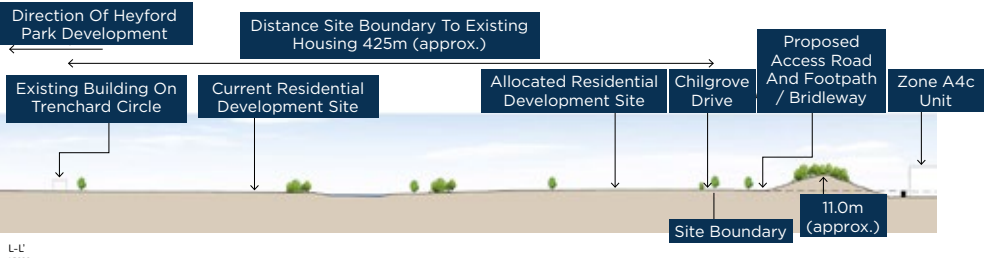 Direction Of Heyford
Park Development
Distance Site Boundary To Existing
Housing 425m (approx.)
Proposed
Access Road
And Footpath
/ Bridleway
Existing Building On
Trenchard Circle
Current Residential
Development Site
Allocated Residential
Development Site
Chilgrove
Drive
Zone A4c
Unit
Site Boundary
11.0m
(approx.)
L-L'